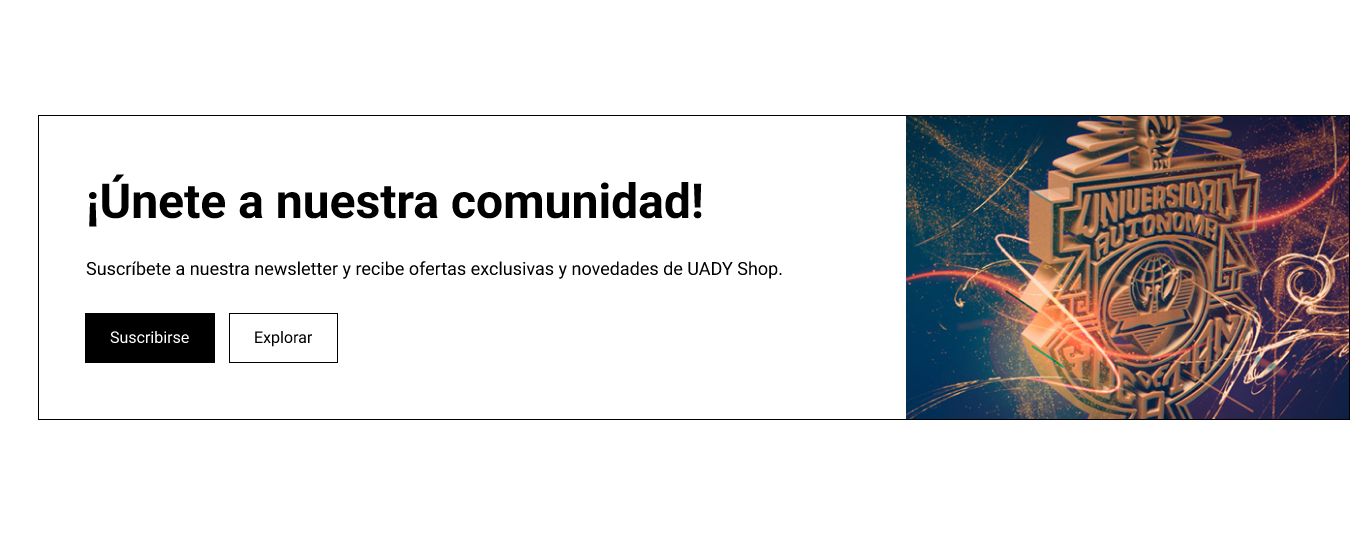 ¡Únete a nuestra comunidad!
Suscríbete a nuestra newsletter y recibe ofertas exclusivas y novedades de UADY Shop.
Suscribirse
Explorar
UNIVERSIDAD
AUTONOMA